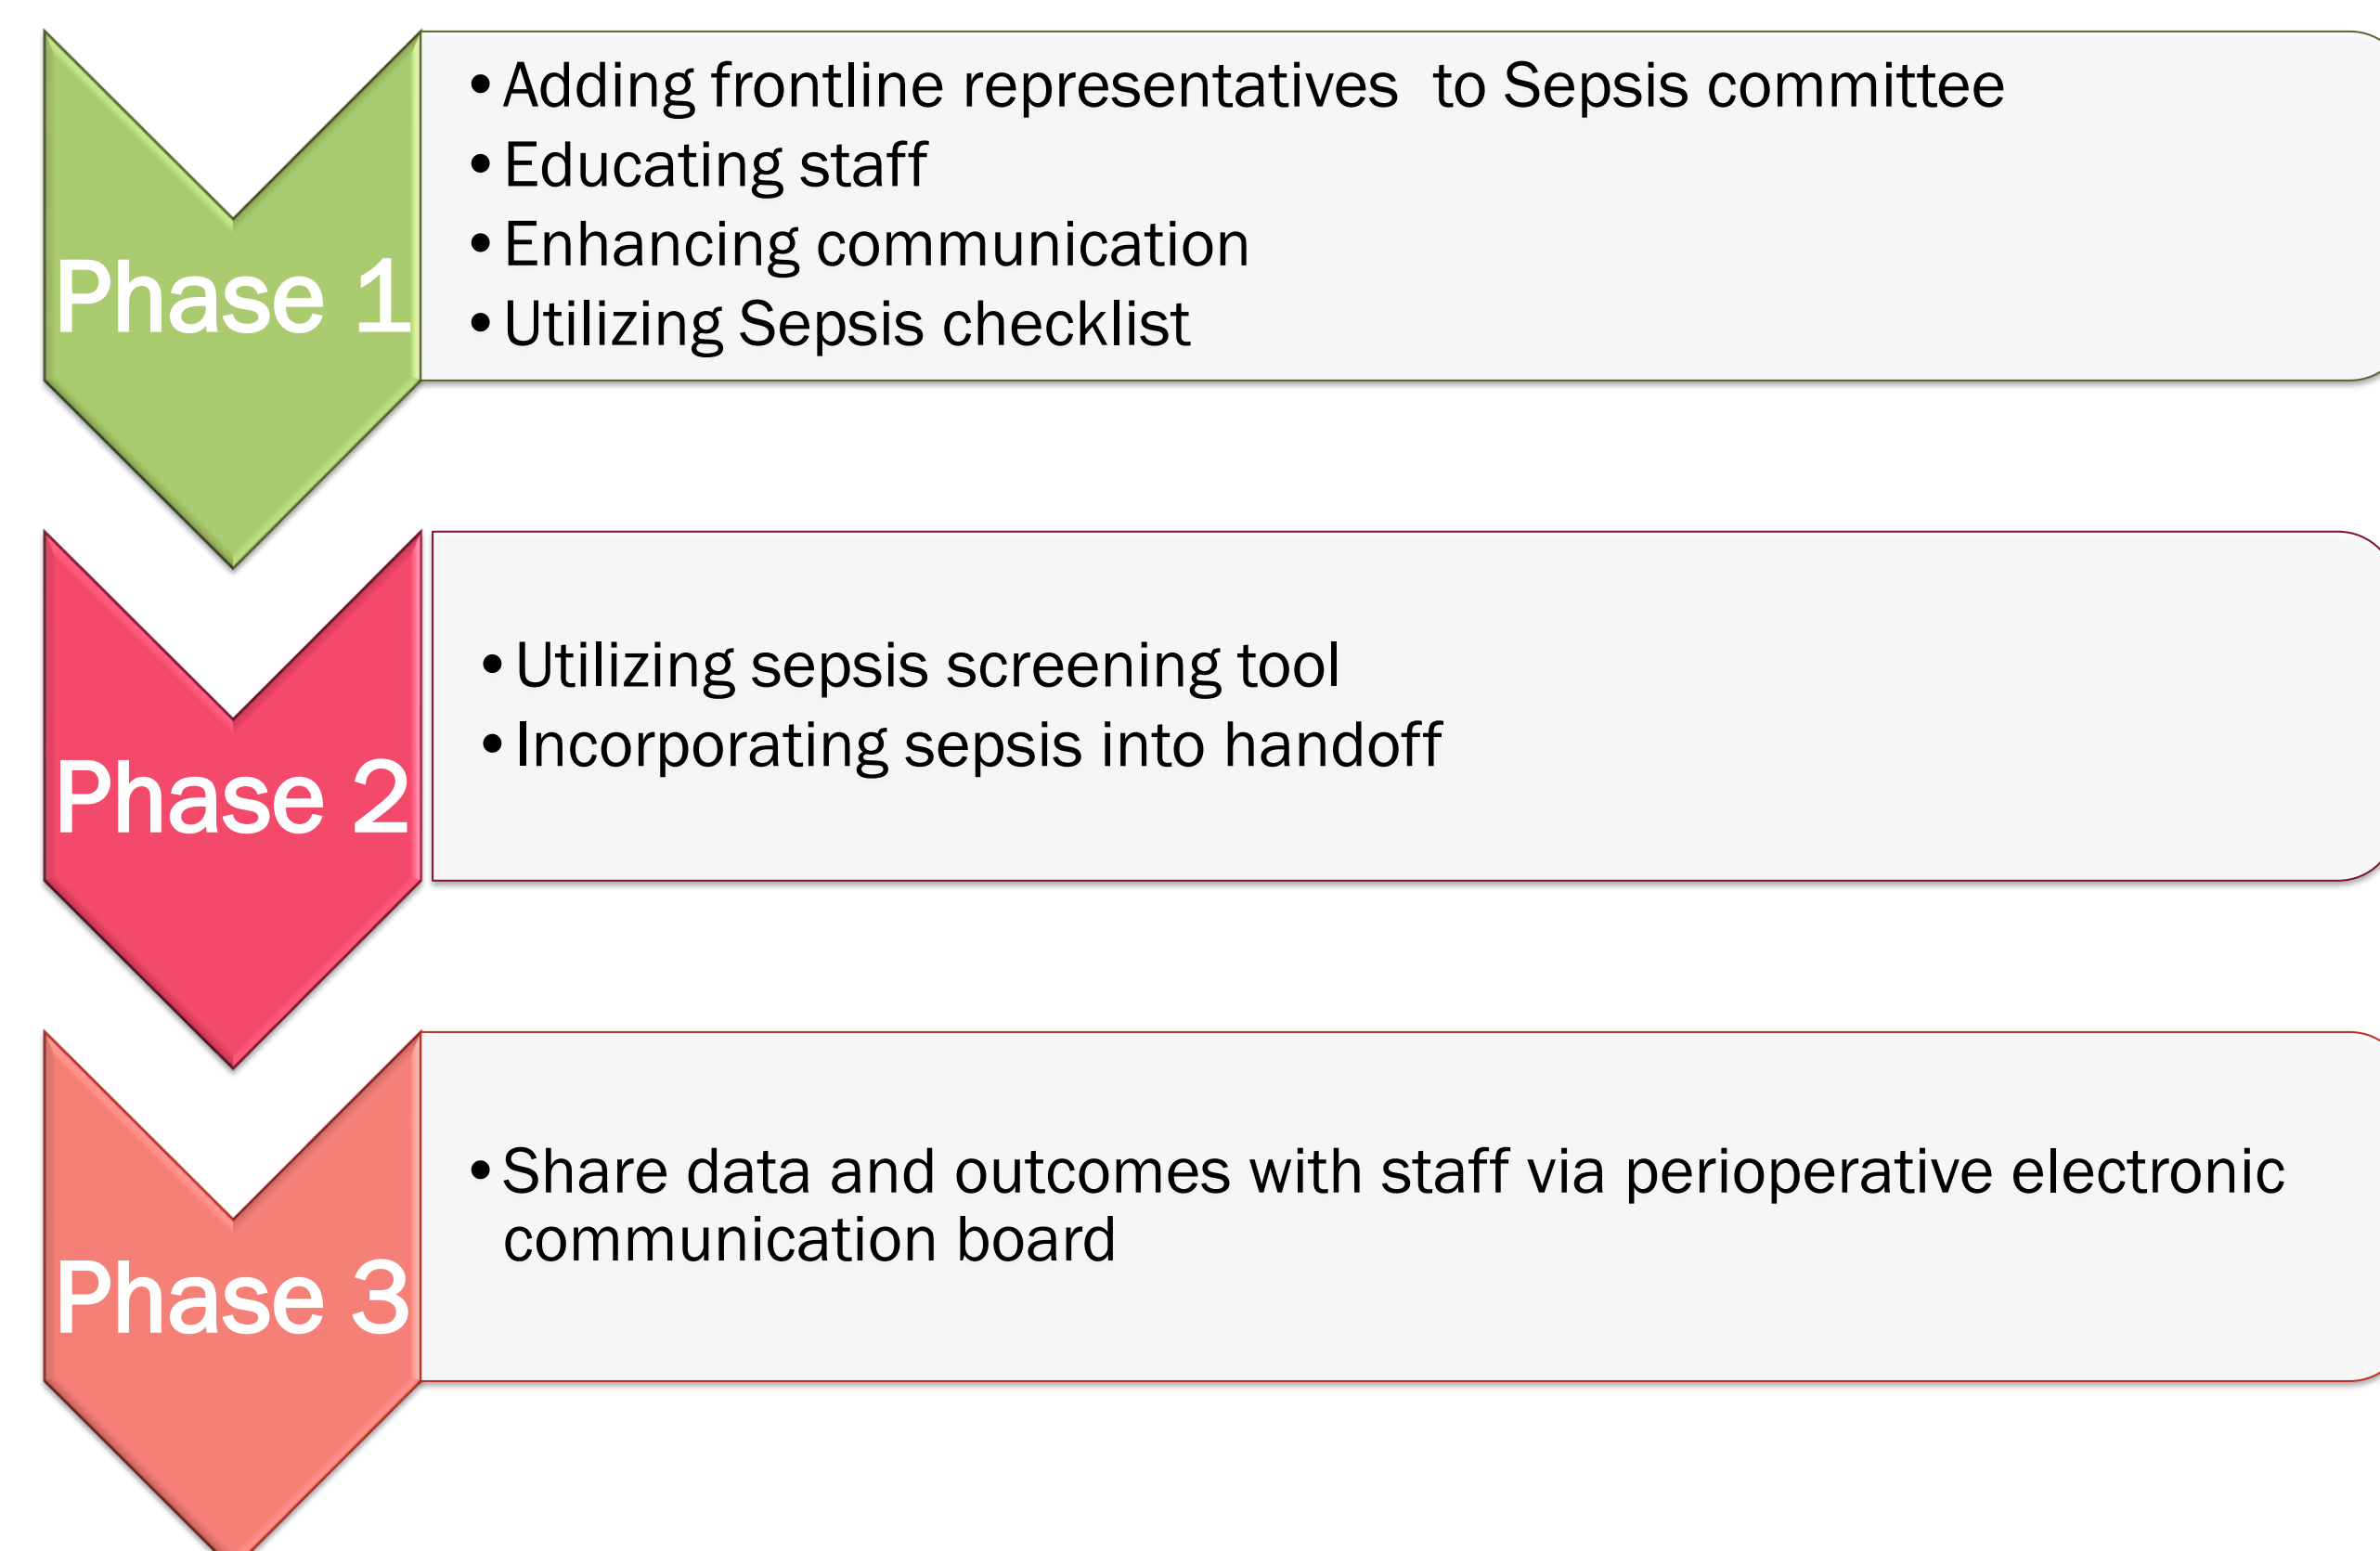 Phase 1
• Adding frontline representatives  to Sepsis committee
• Educating staff
• Enhancing communication
• Utilizing Sepsis checklist
Phase 2
• Utilizing sepsis screening tool
• Incorporating sepsis into handoff
Phase 3
• Share data and outcomes with staff via perioperative electronic
communication board